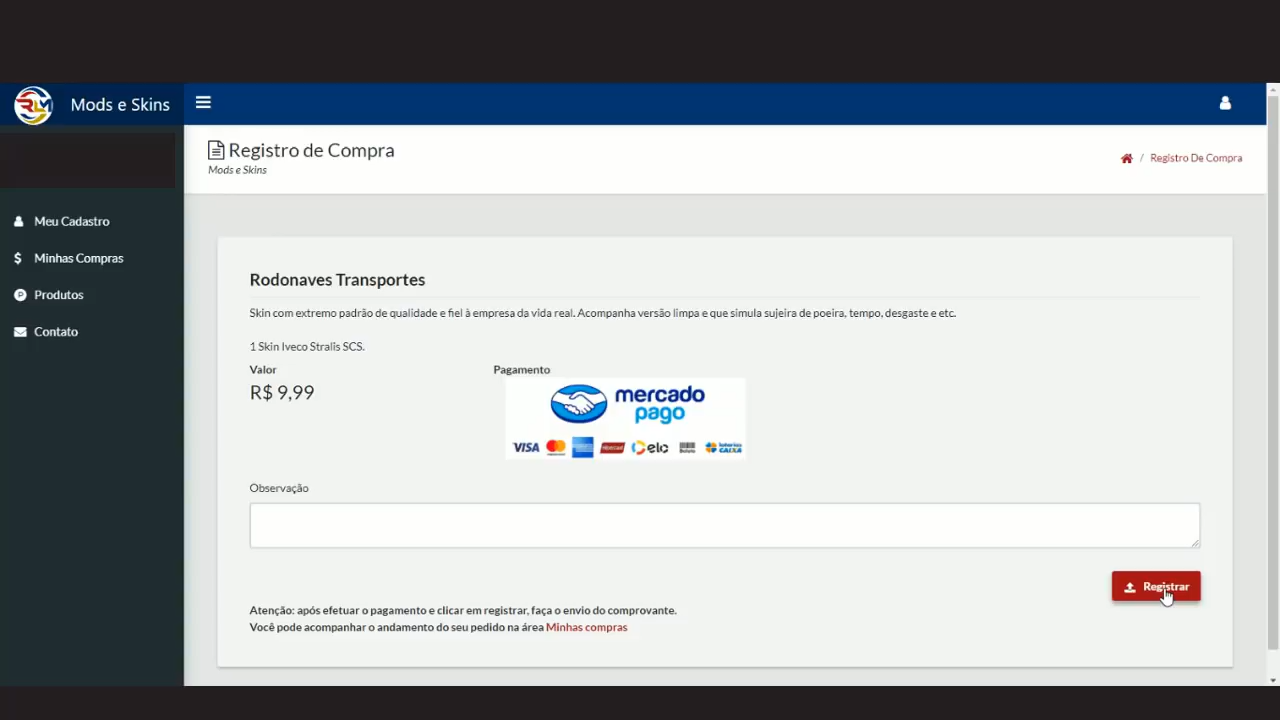 RLM
Mods e Skins
Registro de Compra
Mods e Skins
/ Registro De Compra
Meu Cadastro
$ Minhas Compras
P Produtos
Contato
Rodonaves Transportes
Skin com extremo padrão de qualidade e fiel à empresa da vida real. Acompanha versão limpa e que simula sujeira de poeira, tempo, desgaste e etc.
1 Skin Iveco Stralis SCS.
Valor
Pagamento
R$ 9,99
mercado
pago
VISA
elo
CAIXA
Observação
Registrar
Atenção: após efetuar o pagamento e clicar em registrar, faça o envio do comprovante.
Você pode acompanhar o andamento do seu pedido na área Minhas compras